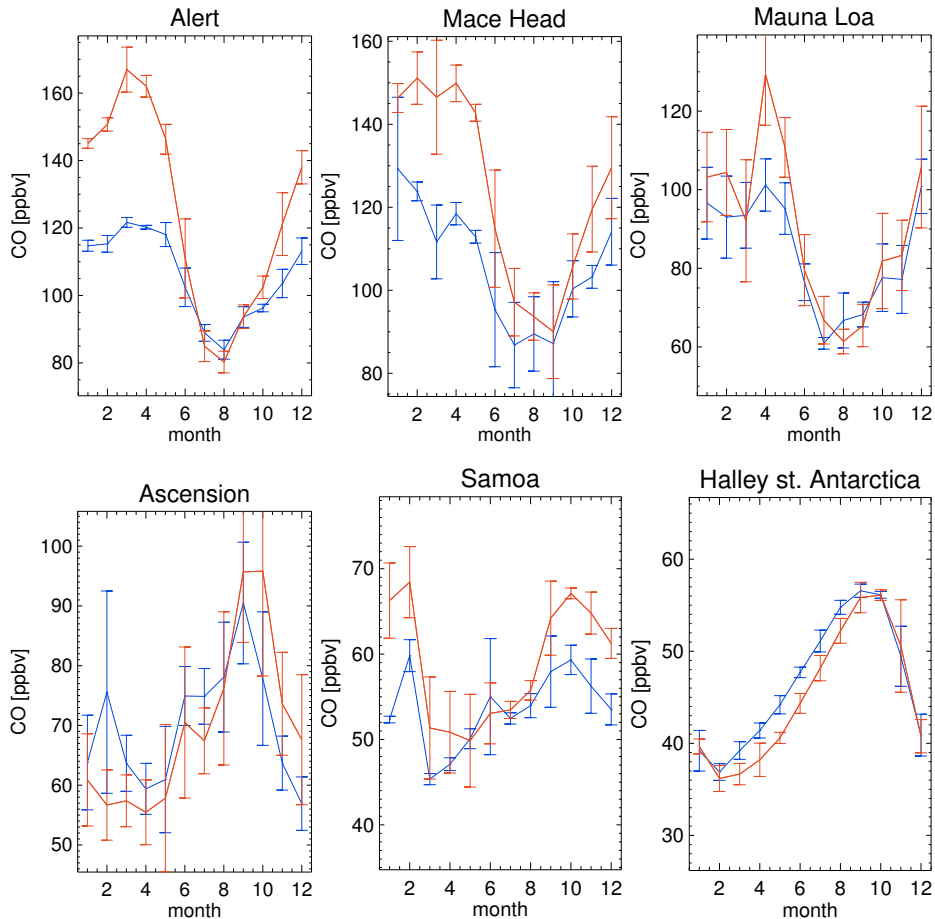 Alert
Mace Head
Mauna Loa
CO [ppbv]
160
140
120
100
80
2 4 6 8 10 12
month
CO [ppbv]
160
140
120
100
80
2 4 6 8 10 12
month
CO [ppbv]
120
100
80
60
2 4 6 8 10 12
month
Ascension
Samoa
Halley st. Antarctica
CO [ppbv]
100
90
80
70
60
50
2 4 6 8 10 12
month
CO [ppbv]
70
60
50
40
2 4 6 8 10 12
month
CO [ppbv]
60
50
40
30
2 4 6 8 10 12
month